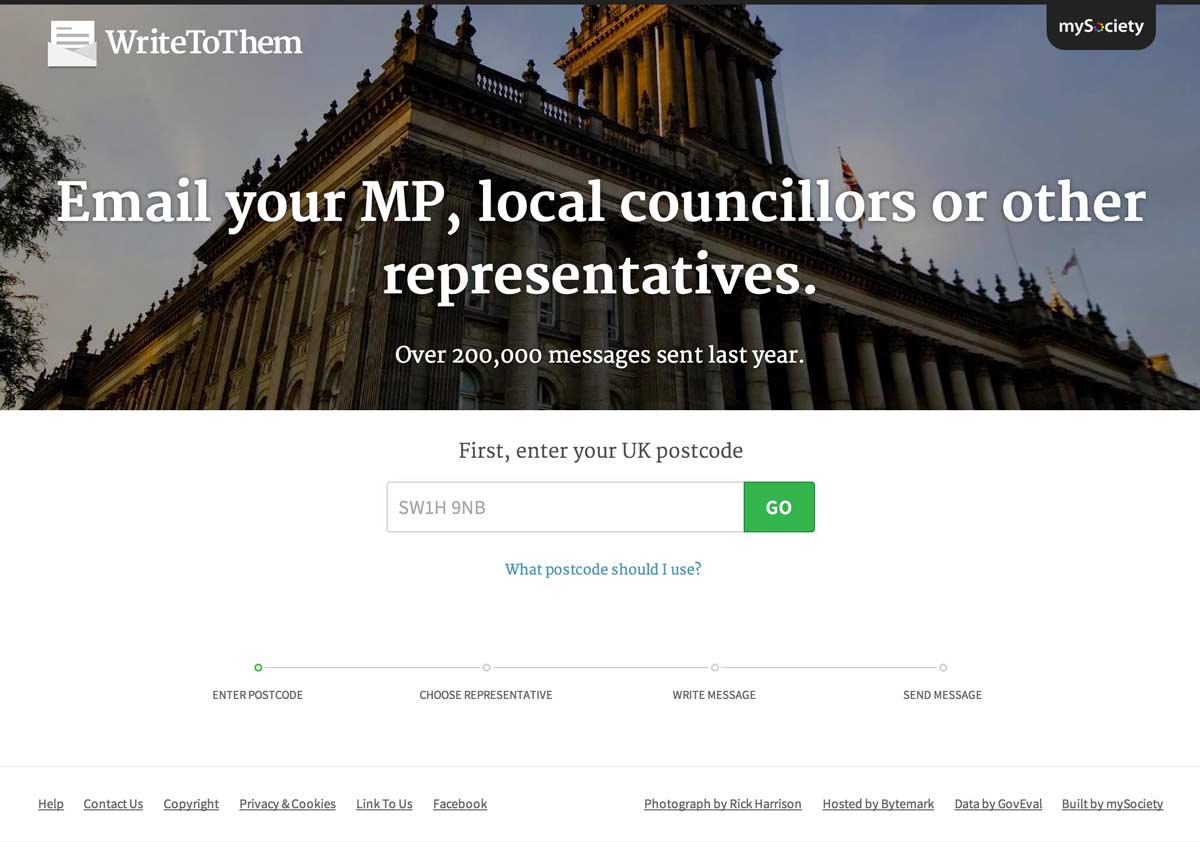 WriteToThem
mySociety
Email your MP, local councillors or other
representatives.
Over 200,000 messages sent last year.
First, enter your UK postcode
SW1H 9NB
GO
What postcode should I use?
ENTER POSTCODE
CHOOSE REPRESENTATIVE
WRITE MESSAGE
SEND MESSAGE
Help Contact Us Copyright Privacy & Cookies Link To Us Facebook
Photograph by Rick Harrison Hosted by Bytemark Data by GovEval Built by mySociety